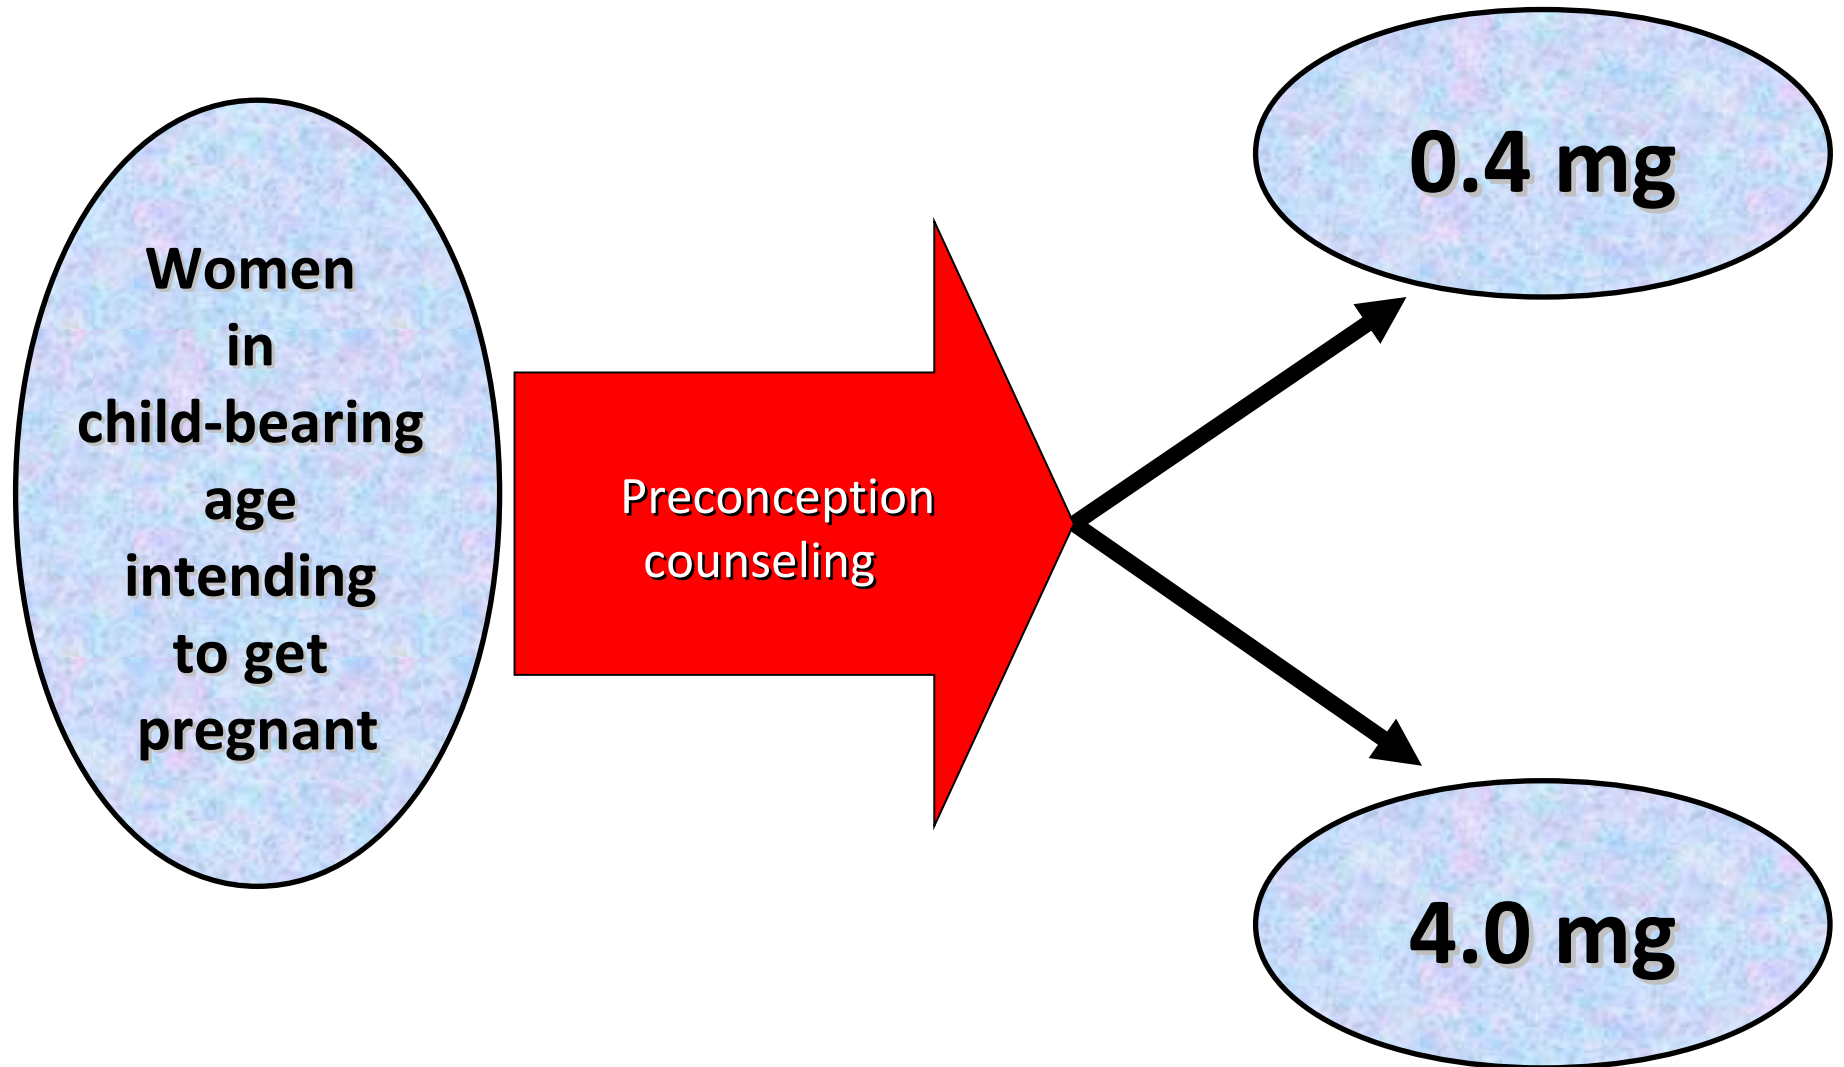 Women
in
child-bearing
age
intending
to get
pregnant
Preconception
counseling
0.4 mg
4.0 mg